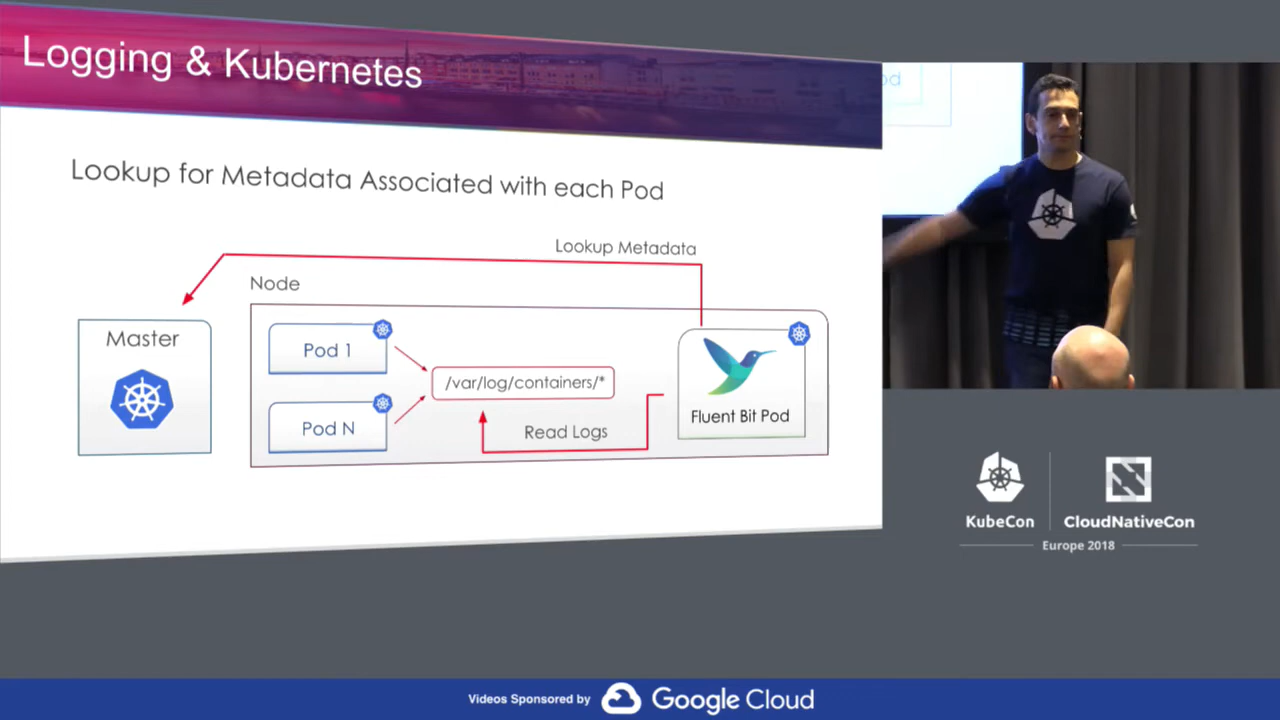 Logging & Kubernetes
Lookup for Metadata Associated with each Pod
Lookup Metadata
Node
Master
Pod 1
/var/log/containers/*
Pod N
Read Logs
Fluent Bit Pod
od
KubeCon
CloudNativeCon
Europe 2018
Videos Sponsored by
Google Cloud